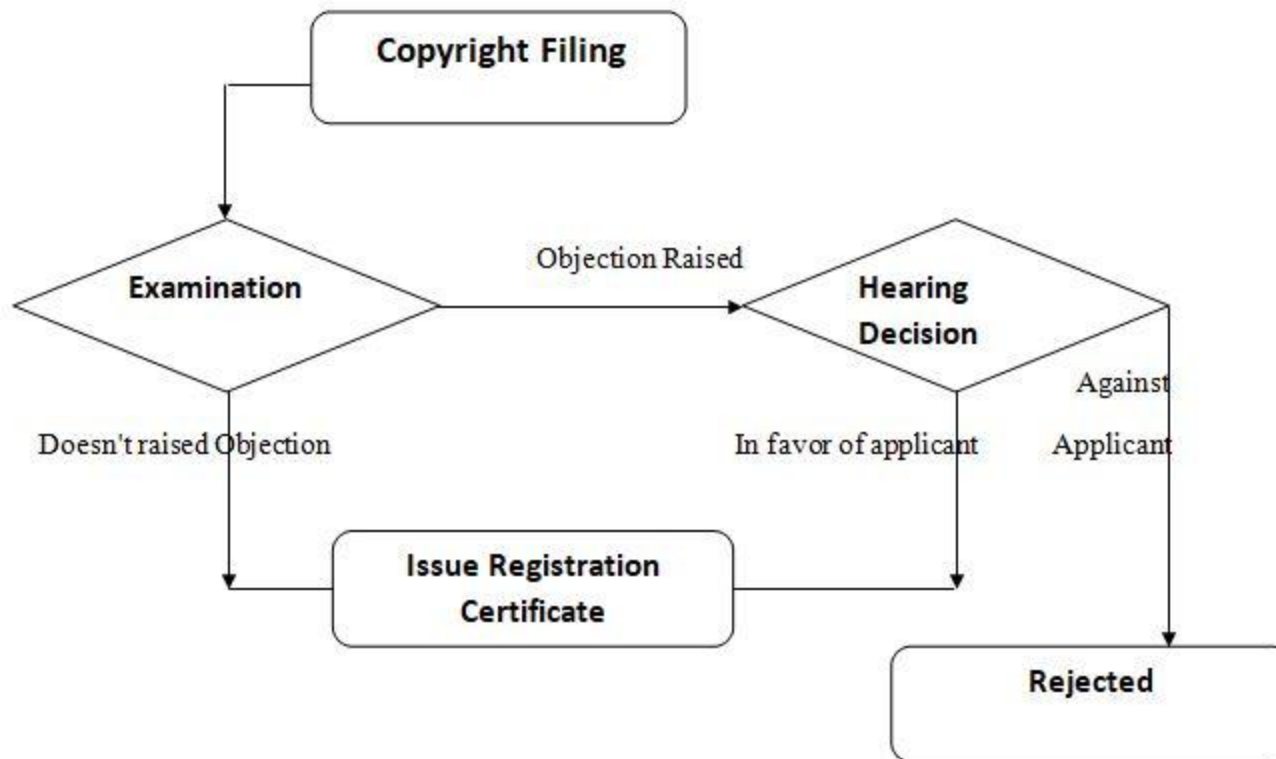 Copyright Filing
Objection Raised
Examination
Hearing
Decision
Against
Doesn't raised Objection
In favor of applicant
Applicant
Issue Registration
Certificate
Rejected